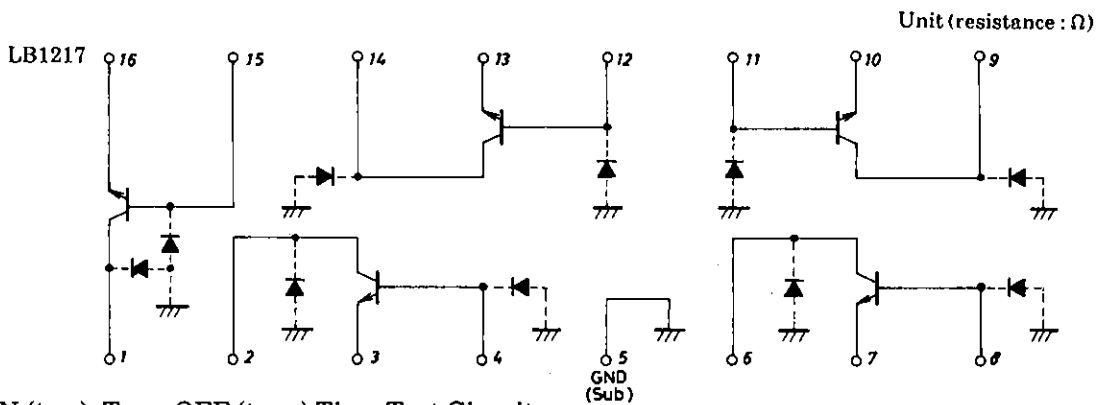 Unit (resistance : Ω)
LB1217
16 15 14 13 12 11 10 9
1 2 3 4 5 6 7 8
GND
(Sub)